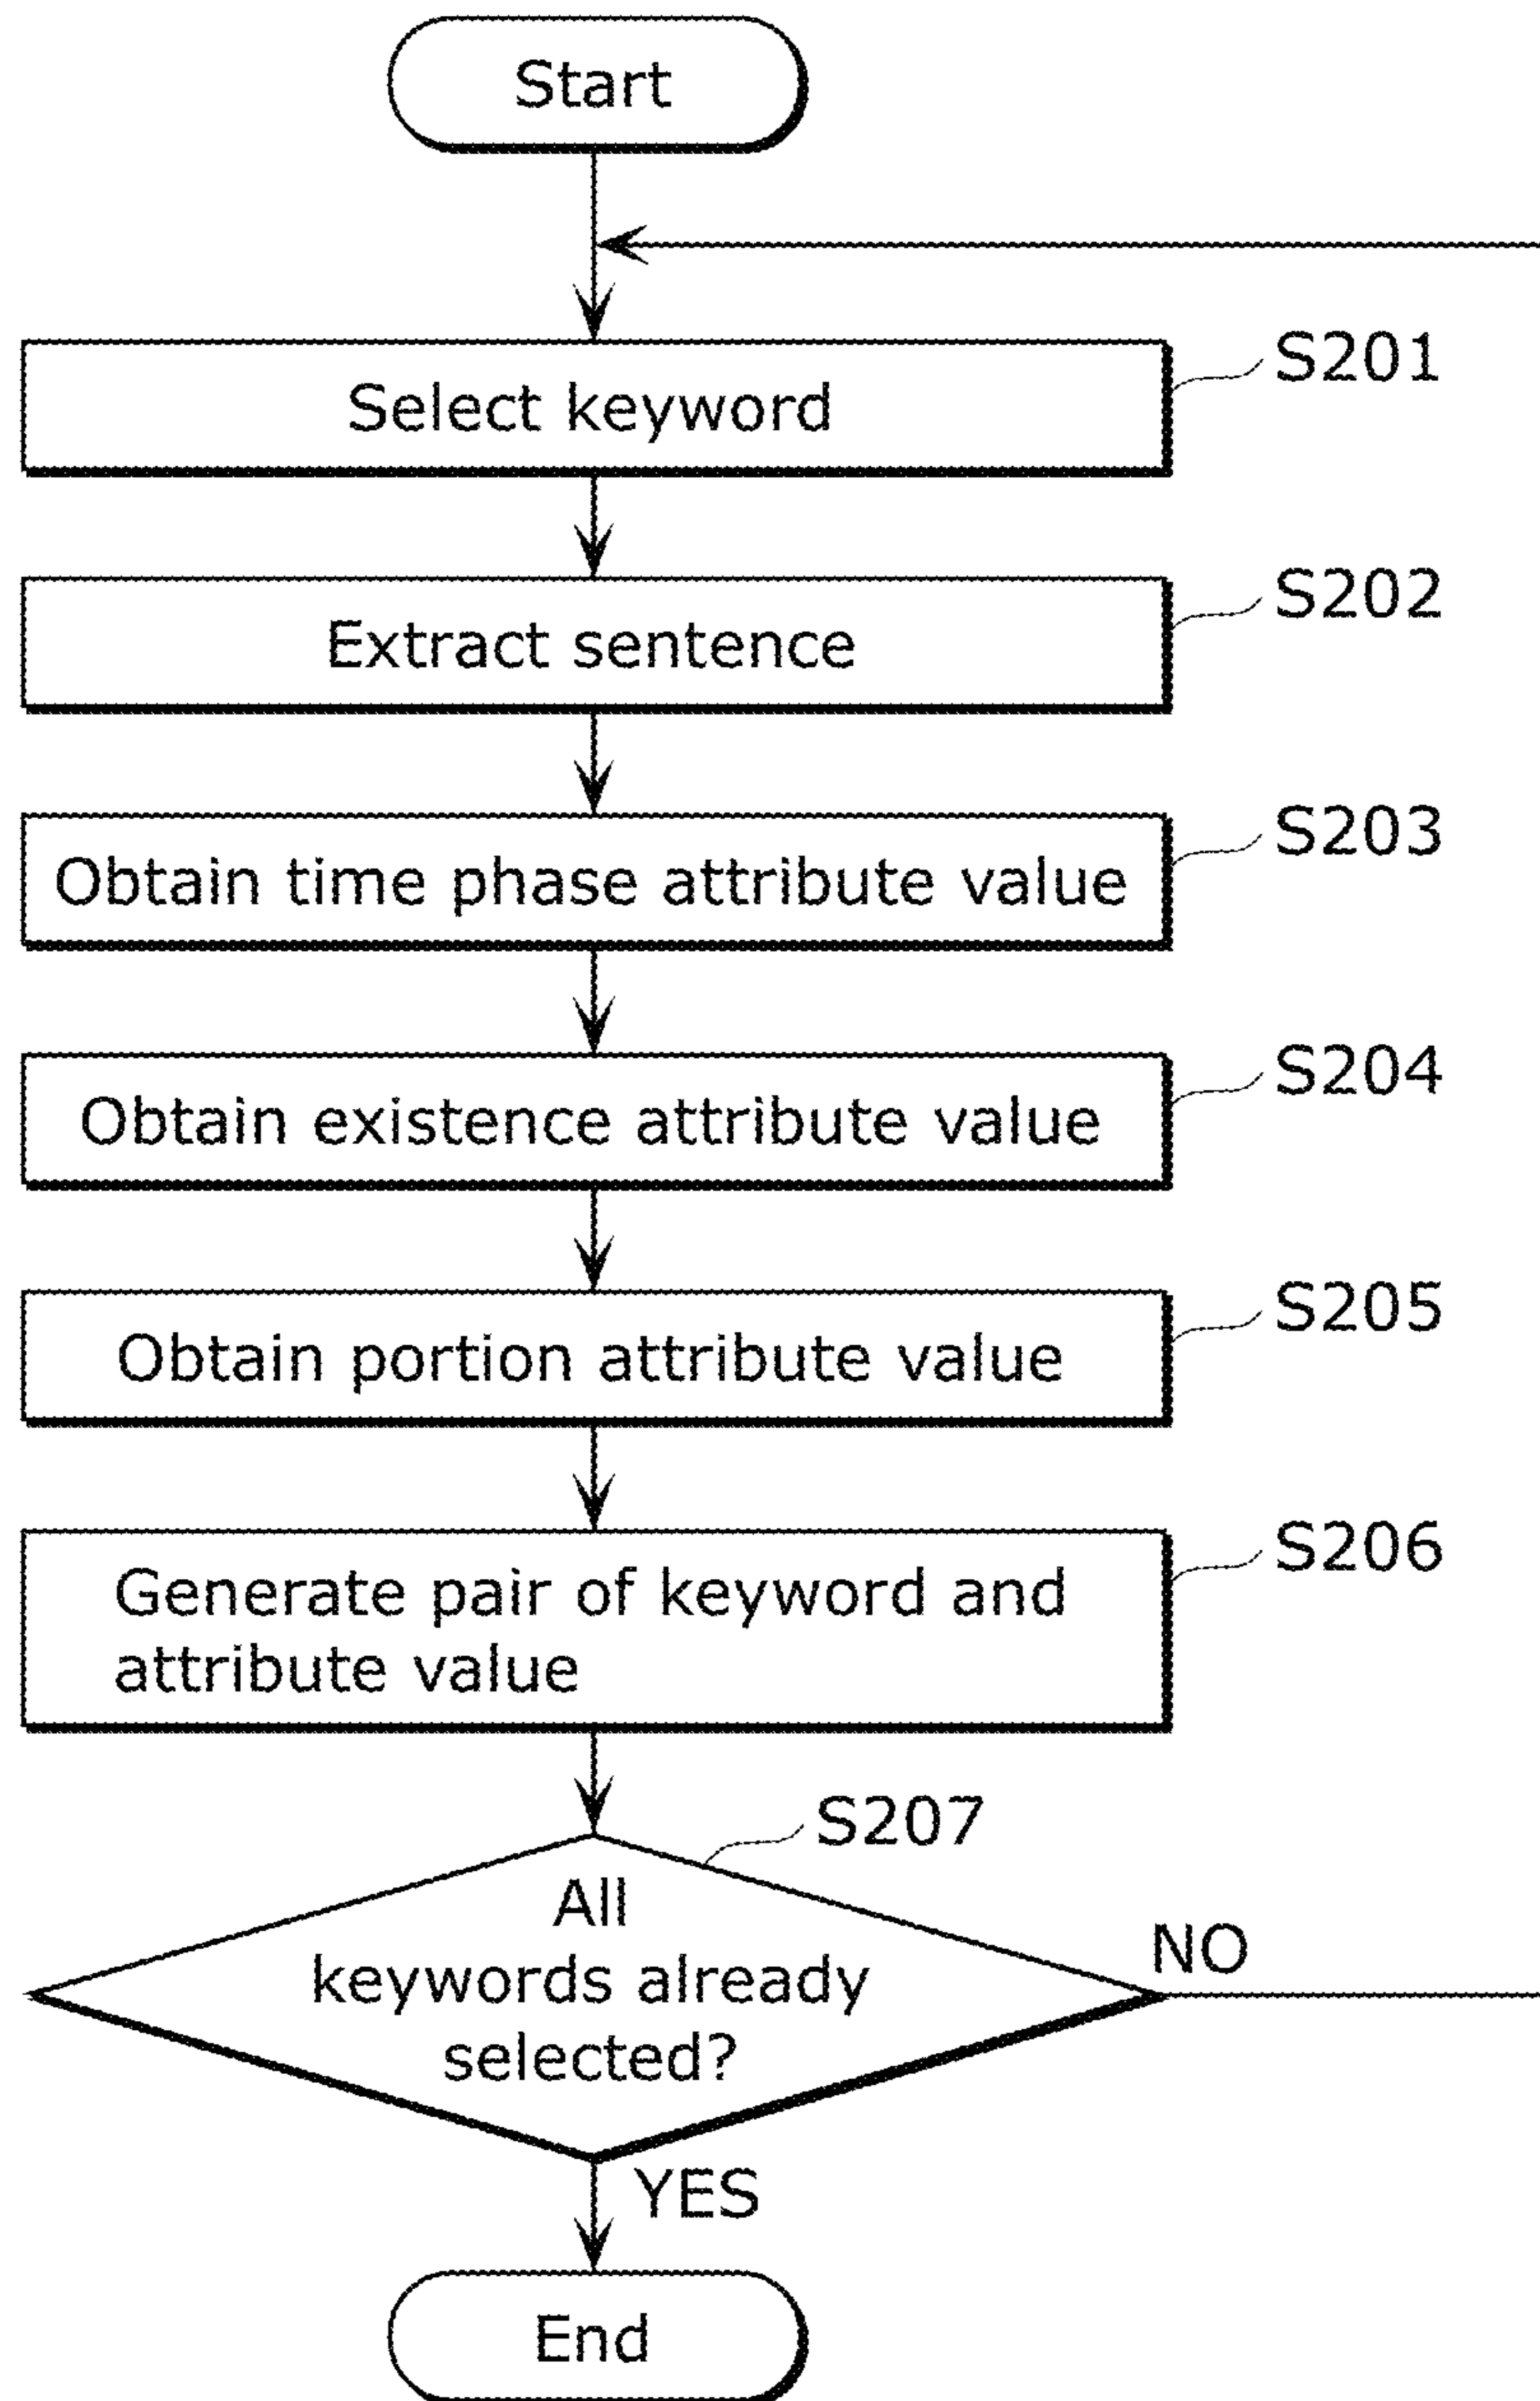 Start
Select keyword
S201
Extract sentence
S202
Obtain time phase attribute value
S203
Obtain existence attribute value
S204
Obtain portion attribute value
S205
Generate pair of keyword and
attribute value
S206
S207
All
keywords already
selected?
NO
YES
End